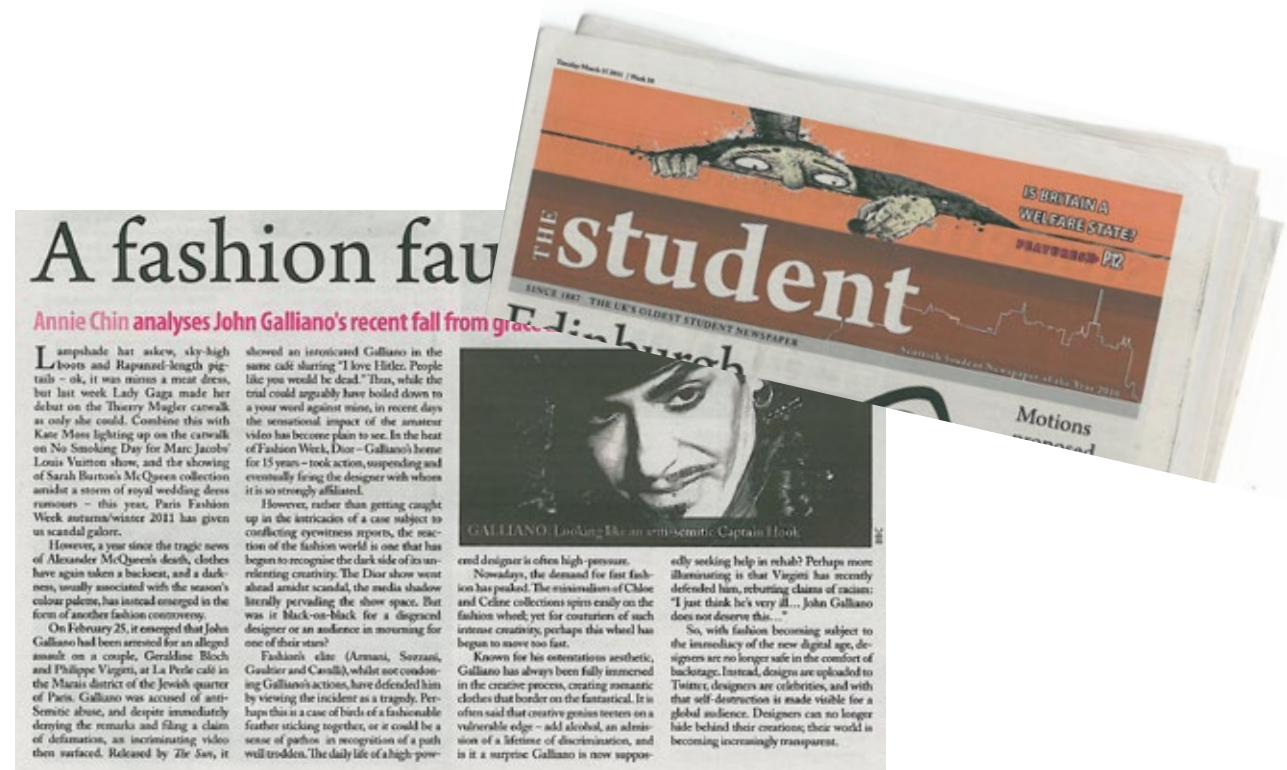 Tuesday March 15 2011 / Week 10
IS BRITAIN A
WELFARE STATE?
FEATURES P12
THE
student
SINCE 1887 THE UK'S OLDEST STUDENT NEWSPAPER
Scottish Student Newspaper of the Year 2010
Edinburgh
Motions
proposed
A fashion fau
Annie Chin analyses John Galliano's recent fall from grace
Lampshade hat askew, sky-high
boots and Rapunzel-length pig-
tails – ok, it was minus a meat dress,
but last week Lady Gaga made her
debut on the Thierry Mugler catwalk
as only she could. Combine this with
Kate Moss lighting up on the catwalk
on No Smoking Day for Marc Jacobs'
Louis Vuitton show, and the showing
of Sarah Burton's McQueen collection
amidst a storm of royal wedding dress
rumours – this year, Paris Fashion
Week autumn/winter 2011 has given
us scandal galore.
However, a year since the tragic news
of Alexander McQueen's death, clothes
have again taken a backseat, and a dark-
ness, usually associated with the season's
colour palette, has instead emerged in the
form of another fashion controversy.
On February 25, it emerged that John
Galliano had been arrested for an alleged
assault on a couple, Geraldine Bloch
and Philippe Virgiti, at La Perle café in
the Marais district of the Jewish quarter
of Paris. Galliano was accused of anti-
Semitic abuse, and despite immediately
denying the remarks and filing a claim
of defamation, an incriminating video
then surfaced. Released by The Sun, it
showed an intoxicated Galliano in the
same café slurring "I love Hitler. People
like you would be dead." Thus, while the
trial could arguably have boiled down to
a your word against mine, in recent days
the sensational impact of the amateur
video has become plain to see. In the heat
of Fashion Week, Dior – Galliano's home
for 15 years – took action, suspending and
eventually firing the designer with whom
it is so strongly affiliated.
However, rather than getting caught
up in the intricacies of a case subject to
conflicting eyewitness reports, the reac-
tion of the fashion world is one that has
begun to recognise the dark side of its un-
relenting creativity. The Dior show went
ahead amidst scandal, the media shadow
literally pervading the show space. But
was it black-on-black for a disgraced
designer or an audience in mourning for
one of their stars?
Fashion's elite (Armani, Sozzani,
Gaultier and Cavalli), whilst not condon-
ing Galliano's actions, have defended him
by viewing the incident as a tragedy. Per-
haps this is a case of birds of a fashionable
feather sticking together, or it could be a
sense of pathos in recognition of a path
well trodden. The daily life of a high-pow-
GALLIANO: Looking like an anti-semitic Captain Hook
BBC
ered designer is often high-pressure.
Nowadays, the demand for fast fash-
ion has peaked. The minimalism of Chloe
and Celine collections spins easily on the
fashion wheel; yet for couturiers of such
intense creativity, perhaps this wheel has
begun to move too fast.
Known for his ostentatious aesthetic,
Galliano has always been fully immersed
in the creative process, creating romantic
clothes that border on the fantastical. It is
often said that creative genius teeters on a
vulnerable edge – add alcohol, an admis-
sion of a lifetime of discrimination, and
is it a surprise Galliano is now suppos-
edly seeking help in rehab? Perhaps more
illuminating is that Virgiti has recently
defended him, rebutting claims of racism:
"I just think he's very ill... John Galliano
does not deserve this..."
So, with fashion becoming subject to
the immediacy of the new digital age, de-
signers are no longer safe in the comfort of
backstage. Instead, designs are uploaded to
Twitter, designers are celebrities, and with
that self-destruction is made visible for a
global audience. Designers can no longer
hide behind their creations; their world is
becoming increasingly transparent.